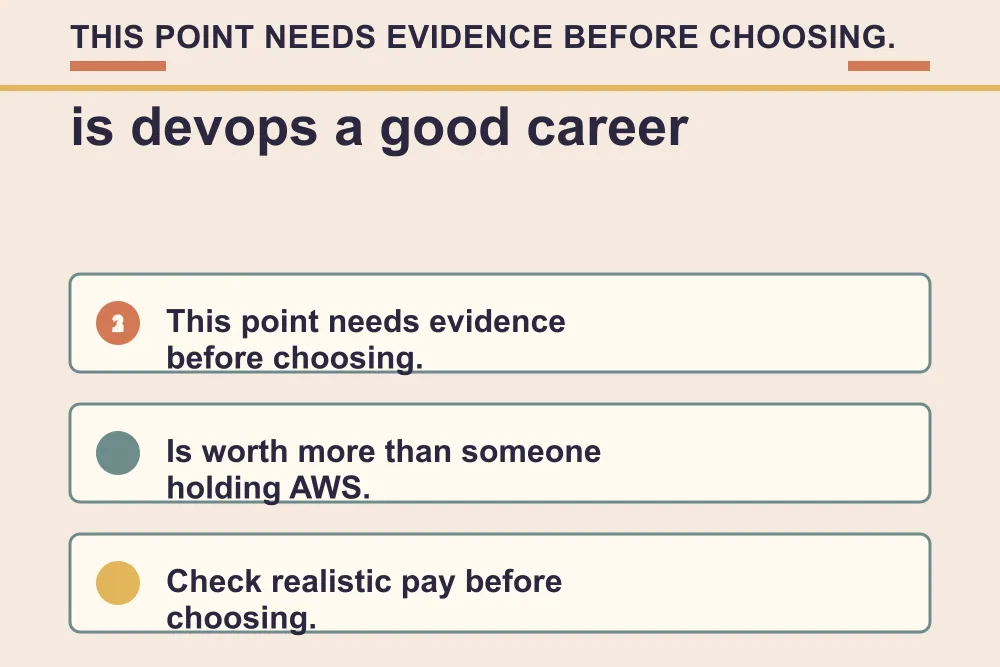 THIS POINT NEEDS EVIDENCE BEFORE CHOOSING.
is devops a good career
This point needs evidence
before choosing.
Is worth more than someone
holding AWS.
Check realistic pay before
choosing.